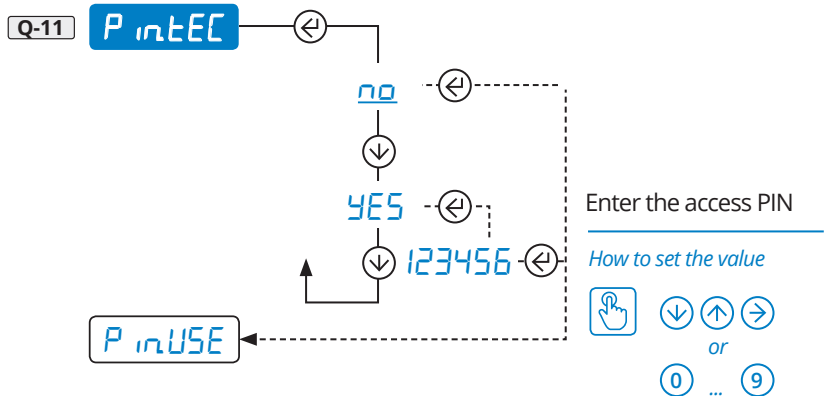 Q-11 P intEC
no
YES
Enter the access PIN
123456
How to set the value
P inUSE
or
0 ... 9